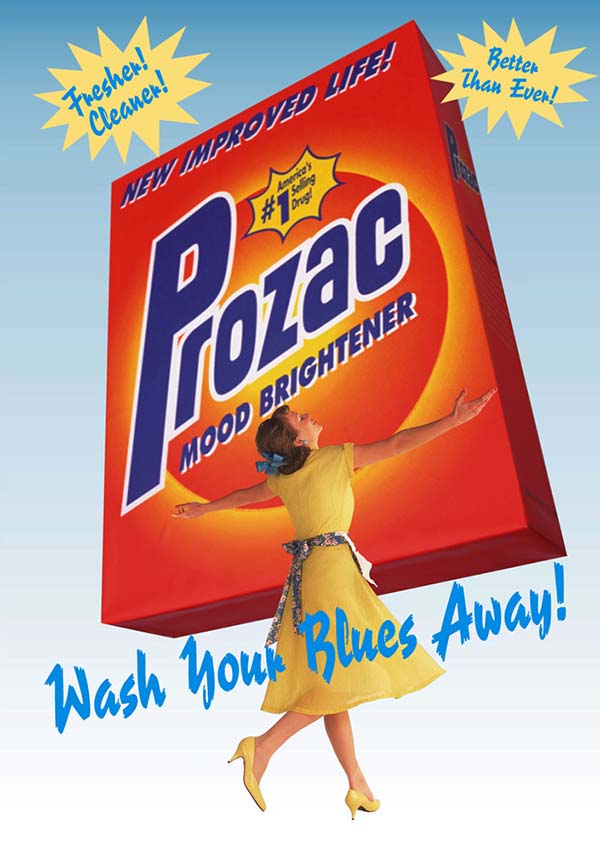 Fresher!
Cleaner!
Better
Than Ever!
NEW IMPROVED LIFE!
America's
#1 Selling
Drug!
Prozac
MOOD BRIGHTENER
Prozac
Wash Your Blues Away!